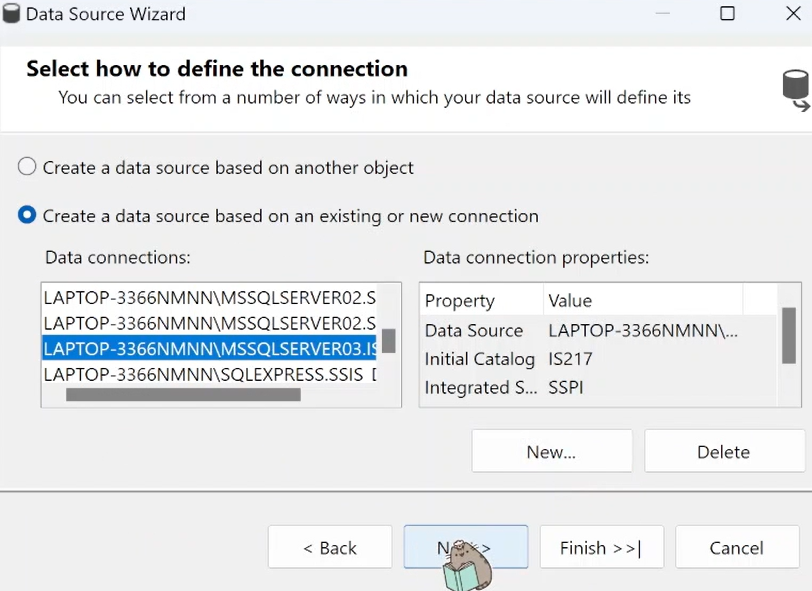 Data Source Wizard
Select how to define the connection
You can select from a number of ways in which your data source will define its
Create a data source based on another object
Create a data source based on an existing or new connection
Data connections:
Data connection properties:
LAPTOP-3366NMNN\MSSQLSERVER02.S
LAPTOP-3366NMNN\MSSQLSERVER02.S
LAPTOP-3366NMNN\MSSQLSERVER03.IS
LAPTOP-3366NMNN\SQLEXPRESS.SSIS_D
Property Value
Data Source LAPTOP-3366NMNN\...
Initial Catalog IS217
Integrated S... SSPI
New... Delete
< Back > Finish >>| Cancel